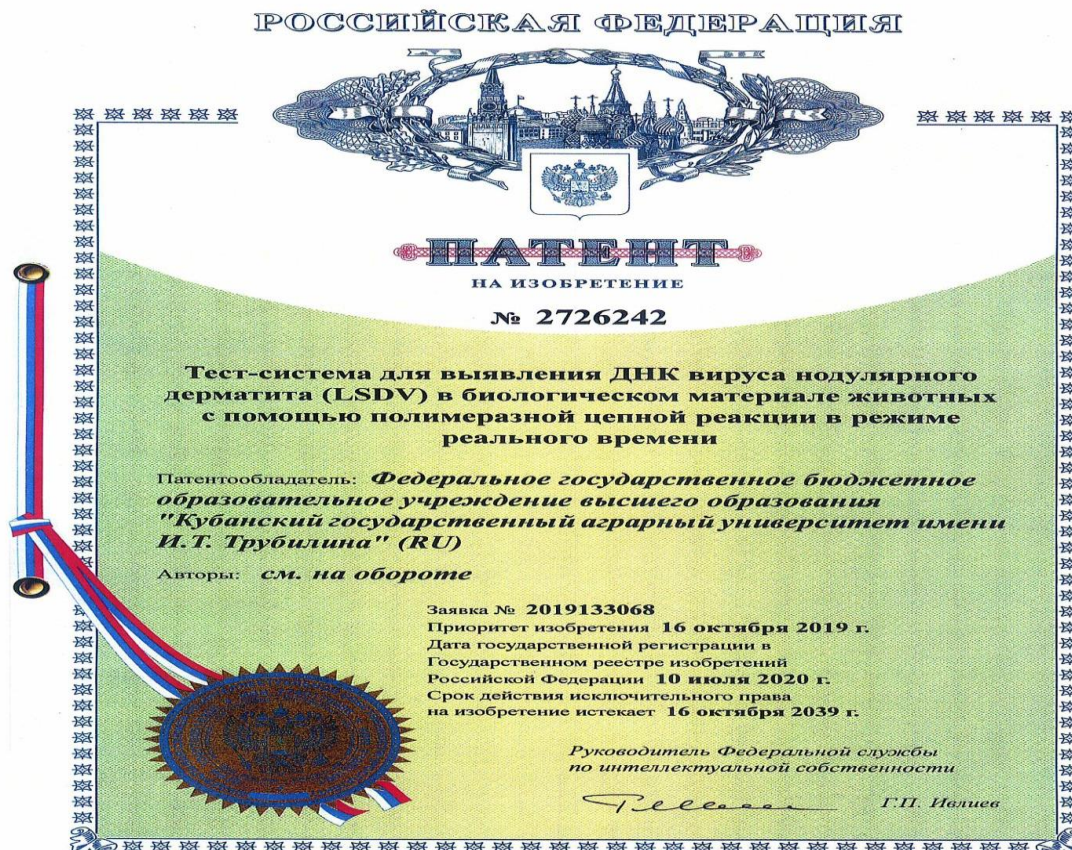 РОССИЙСКАЯ ФЕДЕРАЦИЯ
ПАТЕНТ
НА ИЗОБРЕТЕНИЕ
№ 2726242
Тест-система для выявления ДНК вируса нодулярного
дерматита (LSDV) в биологическом материале животных
с помощью полимеразной цепной реакции в режиме
реального времени
Патентообладатель: Федеральное государственное бюджетное
образовательное учреждение высшего образования
"Кубанский государственный аграрный университет имени
И.Т. Трубилина" (RU)
Авторы: см. на обороте
Заявка № 2019133068
Приоритет изобретения 16 октября 2019 г.
Дата государственной регистрации в
Государственном реестре изобретений
Российской Федерации 10 июля 2020 г.
Срок действия исключительного права
на изобретение истекает 16 октября 2039 г.
Руководитель Федеральной службы
по интеллектуальной собственности
Г.П. Ивлиев